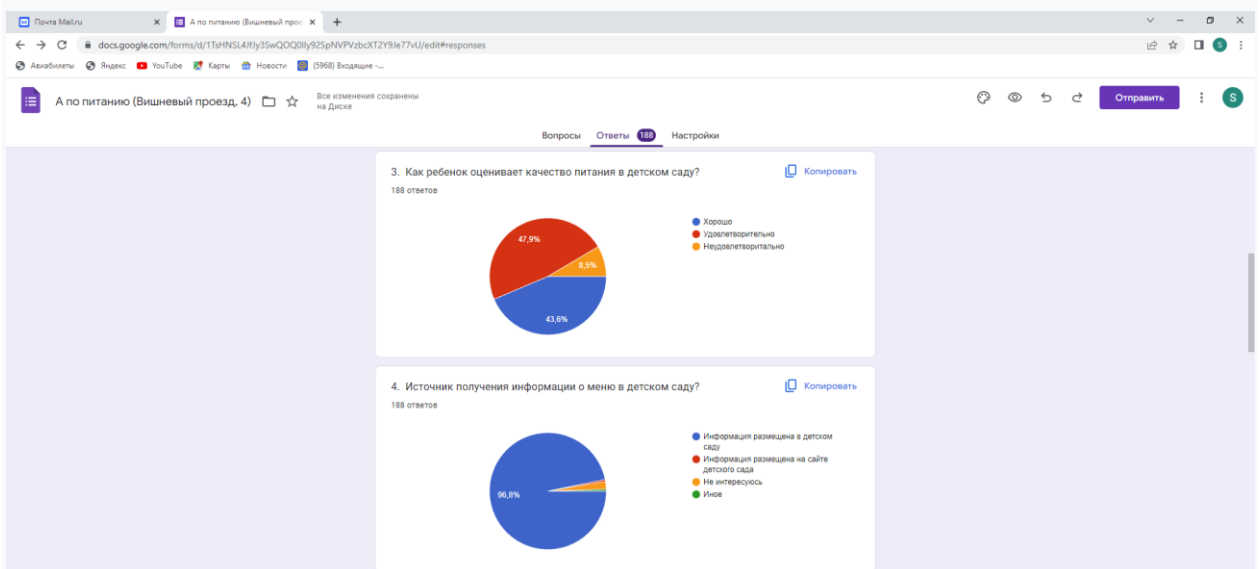 Почта Mail.ru
А по питанию (Вишневый прое
docs.google.com/forms/d/1TsHNSL4JfJy3SwQOQ0lly92SpNVPVzbcXT2Y9Je77vU/edit#responses
S
Авиабилеты Яндекс YouTube Карты Новости (5968) Входящие -...
А по питанию (Вишневый проезд, 4)
Все изменения сохранены
на Диске
Отправить
S
Вопросы Ответы 188 Настройки
3. Как ребенок оценивает качество питания в детском саду?
Копировать
188 ответов
Хорошо
Удовлетворительно
Неудовлетворитально
47,9%
8,5%
43,6%
4. Источник получения информации о меню в детском саду?
Копировать
188 ответов
Информация размещена в детском
саду
Информация размещена на сайте
детского сада
Не интересуюсь
Иное
96,8%